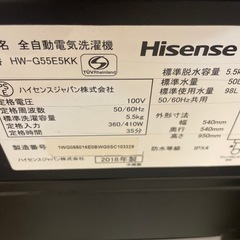 名 全自動電気洗濯機
Hisense
称 HW-G55E5KK
TÜVRheinland
ハイセンスジャパン株式会社
定格電圧 100V
定格周波数 50/60Hz
標準洗濯容量 5.5kg
定格消費電力 360/410W
35分
製造番号
2018年製
標準脱水容量 5.5
標準水量 50L
標準使用水量 98L
50/60Hz共用
外形寸法
幅 540mm
奥行 540mm
高さ 950mm
防水等級 IPX4
ハイセンスジャパン株式会社